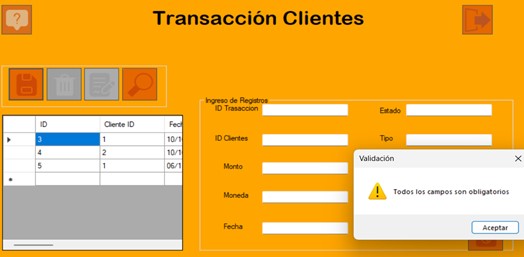 Transacción Clientes
ID Cliente ID Fech
3 1 10/1
4 2 10/1
5 1 06/1
Ingreso de Registros
ID Trasaccion Estado
ID Clientes Tipo
Monto
Moneda
Fecha
Validación
Todos los campos son obligatorios
Aceptar